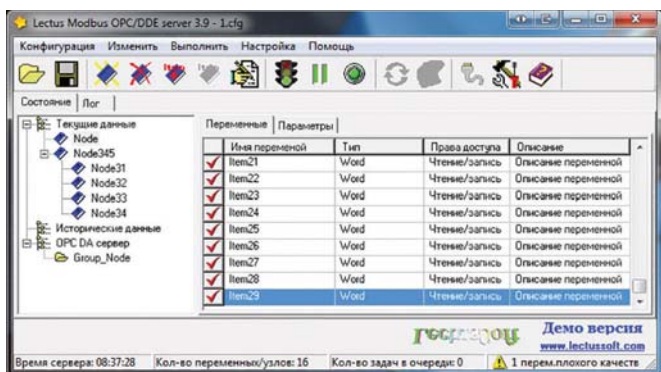 Lectus Modbus OPC/DDE server 3.9 - 1.cfg
Конфигурация Изменить Выполнить Настройка Помощь
Состояние Лог
Текущие данные
Node
Node345
Node31
Node32
Node33
Node34
Исторические данные
OPC DA сервер
Group_Node
Переменные Параметры
Имя переменой Тип Права доступа Описание
Item21 Word Чтение/запись Описание переменной
Item22 Word Чтение/запись Описание переменной
Item23 Word Чтение/запись Описание переменной
Item24 Word Чтение/запись Описание переменной
Item25 Word Чтение/запись Описание переменной
Item26 Word Чтение/запись Описание переменной
Item27 Word Чтение/запись Описание переменной
Item28 Word Чтение/запись Описание переменной
Item29 Word Чтение/запись Описание переменной
LectusSoft Демо версия
www.lectussoft.com
Время сервера: 08:37:28 Кол-во переменных/узлов: 16 Кол-во задач в очереди: 0 1 перем.плохого качеств